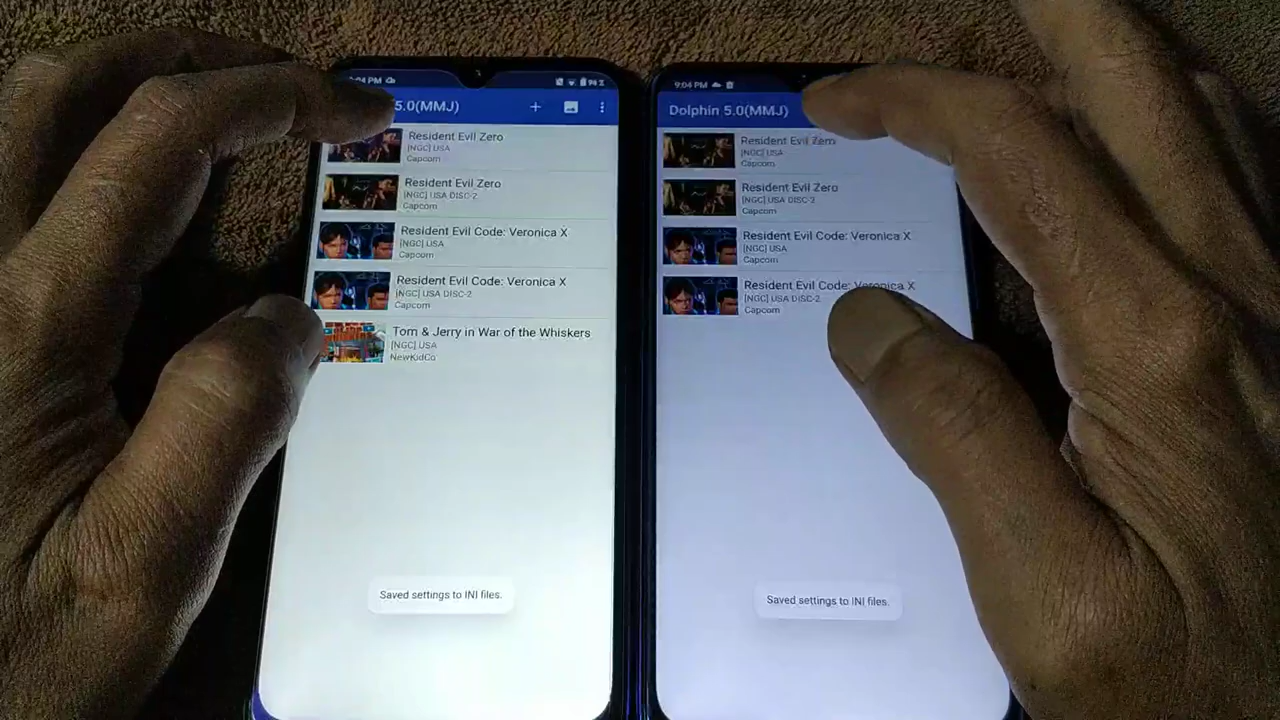 :04 PM
94%
5.0(MMJ)
Resident Evil Zero
[NGC] USA
Capcom
Resident Evil Zero
[NGC] USA DISC-2
Capcom
Resident Evil Code: Veronica X
[NGC] USA
Capcom
Resident Evil Code: Veronica X
[NGC] USA DISC-2
Capcom
Tom & Jerry in War of the Whiskers
[NGC] USA
NewKidCo
Saved settings to INI files.
9:04 PM
Dolphin 5.0(MMJ)
Resident Evil Zero
[NGC] USA
Capcom
Resident Evil Zero
[NGC] USA DISC-2
Capcom
Resident Evil Code: Veronica X
[NGC] USA
Capcom
Resident Evil Code: Veronica X
[NGC] USA DISC-2
Capcom
Saved settings to INI files.